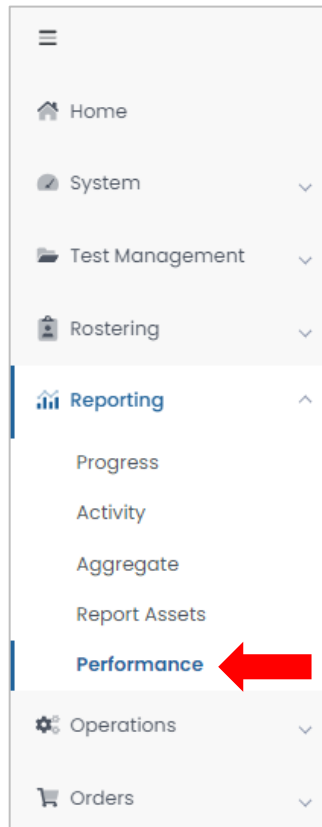 Home
System
Test Management
Rostering
Reporting
Progress
Activity
Aggregate
Report Assets
Performance
Operations
Orders